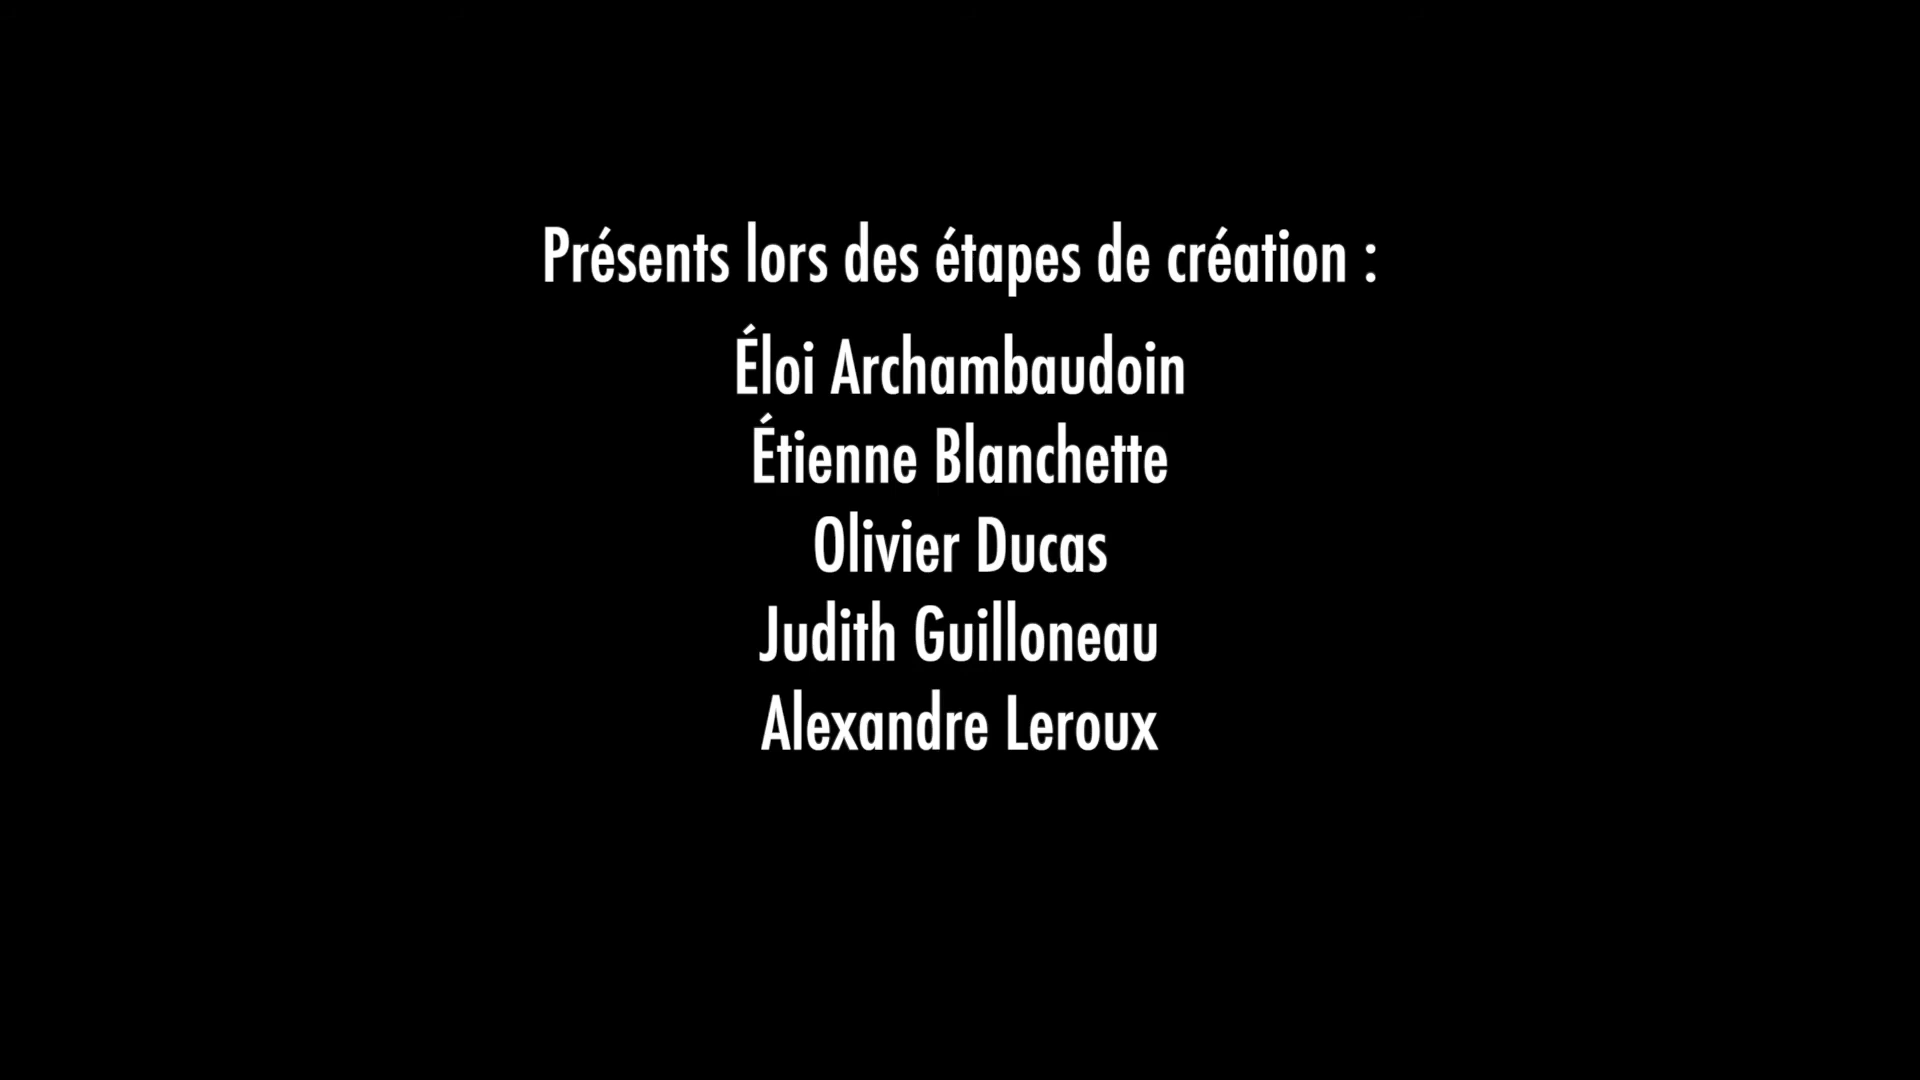 Présents lors des étapes de création :
Éloi Archambaudoin
Étienne Blanchette
Olivier Ducas
Judith Guilloneau
Alexandre Leroux